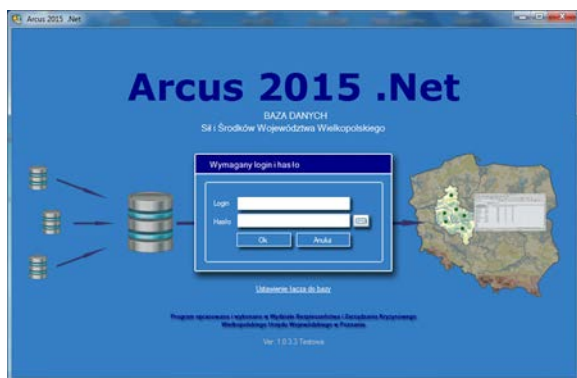 Arcus 2015 .Net
Arcus 2015 .Net
BAZA DANYCH
Sił i Środków Województwa Wielkopolskiego
Wymagany login i hasło
Login
Hasło
Ok
Anuluj
Ustawienie łącza do bazy
Program opracowano i wykonano w Wydziale Bezpieczeństwa i Zarządzania Kryzysowego
Wielkopolskiego Urzędu Wojewódzkiego w Poznaniu
Ver: 1.0.3.3 Testowa